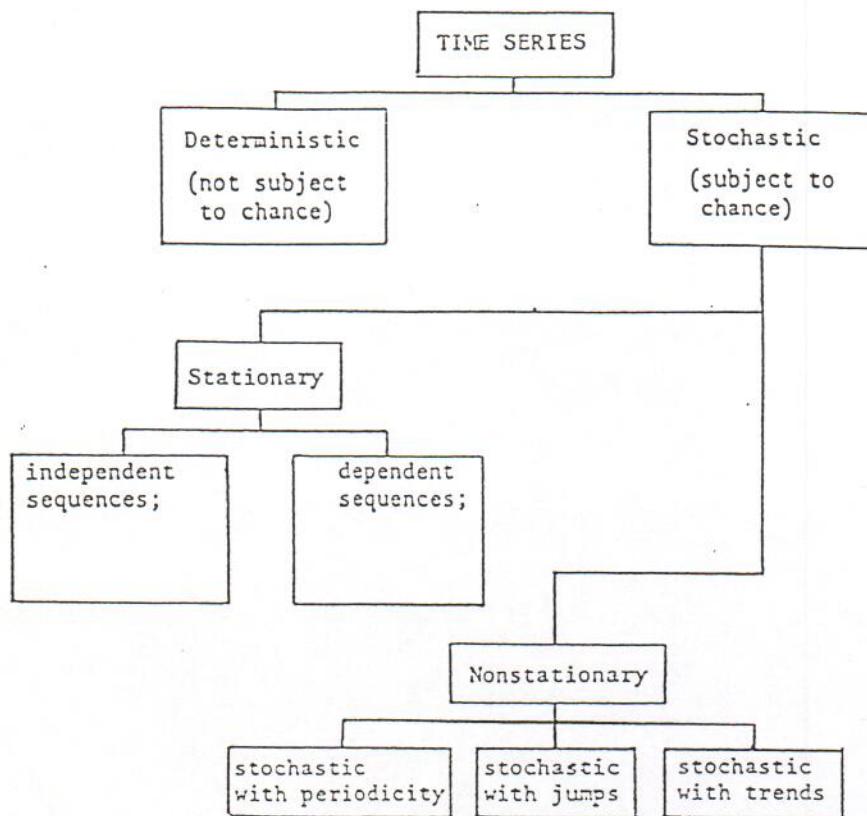 TIME SERIES
Deterministic
(not subject
to chance)
Stochastic
(subject to
chance)
Stationary
independent
sequences;
dependent
sequences;
Nonstationary
stochastic
with periodicity
stochastic
with jumps
stochastic
with trends